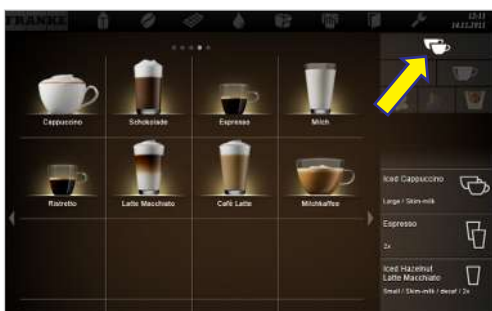 FRANKE
12:11
14.11.2011
Cappuccino
Schokolade
Espresso
Milch
Ristretto
Latte Macchiato
Café Latte
Milchkaffee
Iced Cappuccino
Large / Skim-milk
Espresso
2x
Iced Hazelnut
Latte Macchiato
Small / Skim-milk / decaf / 2x